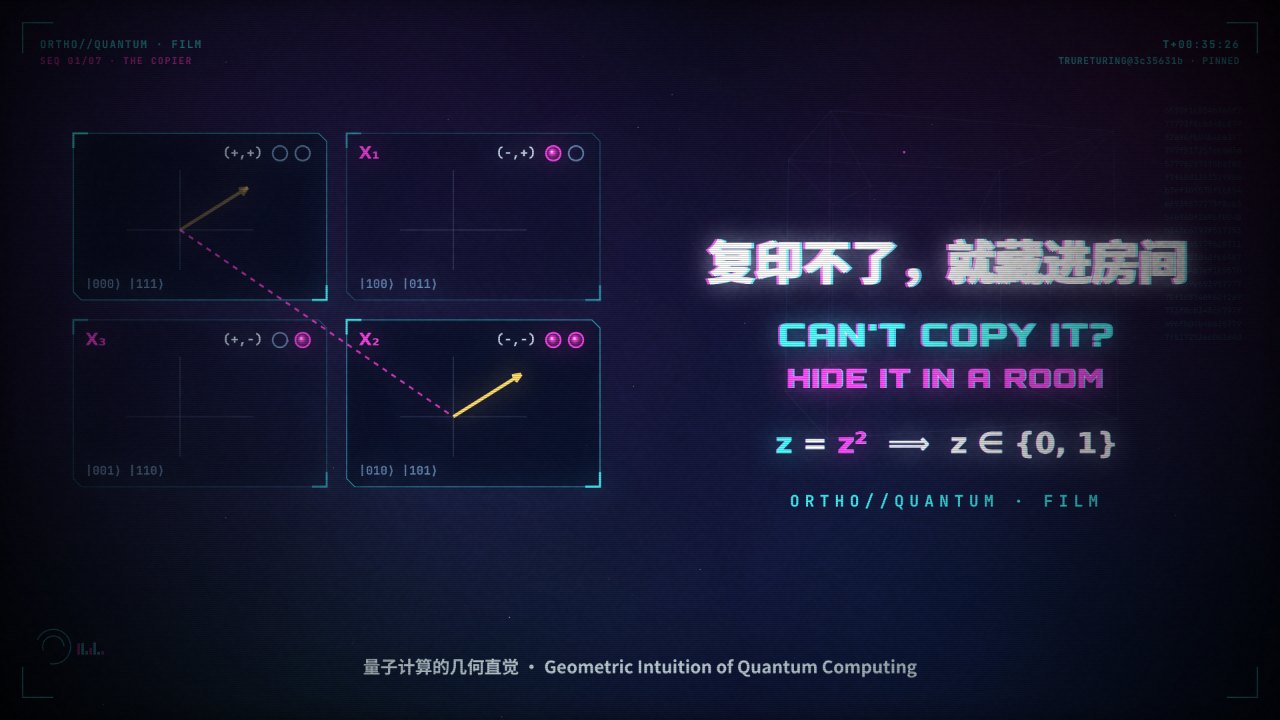 ORTHO//QUANTUM · FILM
SEQ 01/07 · THE COPIER
T+00:35:26
TRURETURING@3c35631b · PINNED
(+,+)
|000⟩ |111⟩
X₁ (-,+)
|100⟩ |011⟩
X₃ (+,-)
|001⟩ |110⟩
X₂ (-,-)
|010⟩ |101⟩
复印不了，就藏进房间
CAN'T COPY IT?
HIDE IT IN A ROOM
z = z² ⟹ z ∈ {0, 1}
ORTHO//QUANTUM · FILM
量子计算的几何直觉 · Geometric Intuition of Quantum Computing